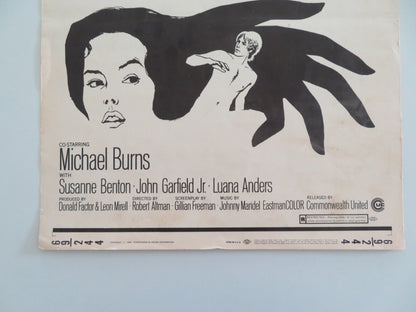 CO-STARRING
Michael Burns
WITH
Susanne Benton · John Garfield Jr. · Luana Anders
PRODUCED BY DIRECTED BY SCREENPLAY BY MUSIC BY RELEASED BY
Donald Factor & Leon Mirell Robert Altman Gillian Freeman Johnny Mandel EastmanCOLOR Commonwealth United
69 244
69 244